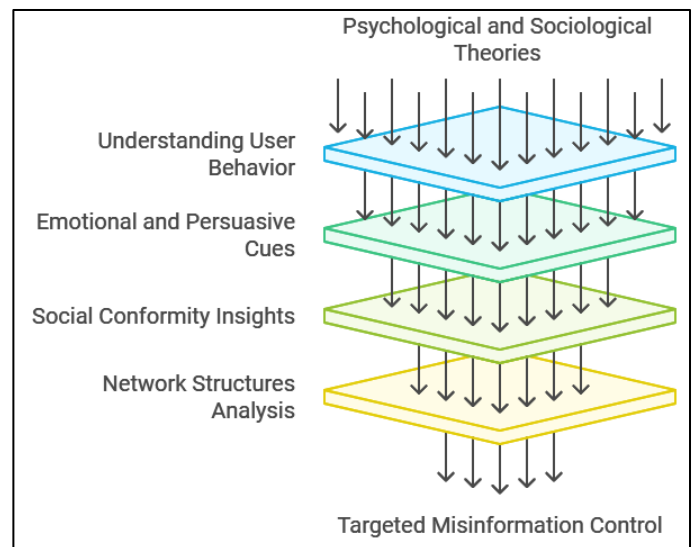 Psychological and Sociological
Theories
Understanding User
Behavior
Emotional and Persuasive
Cues
Social Conformity Insights
Network Structures
Analysis
Targeted Misinformation Control